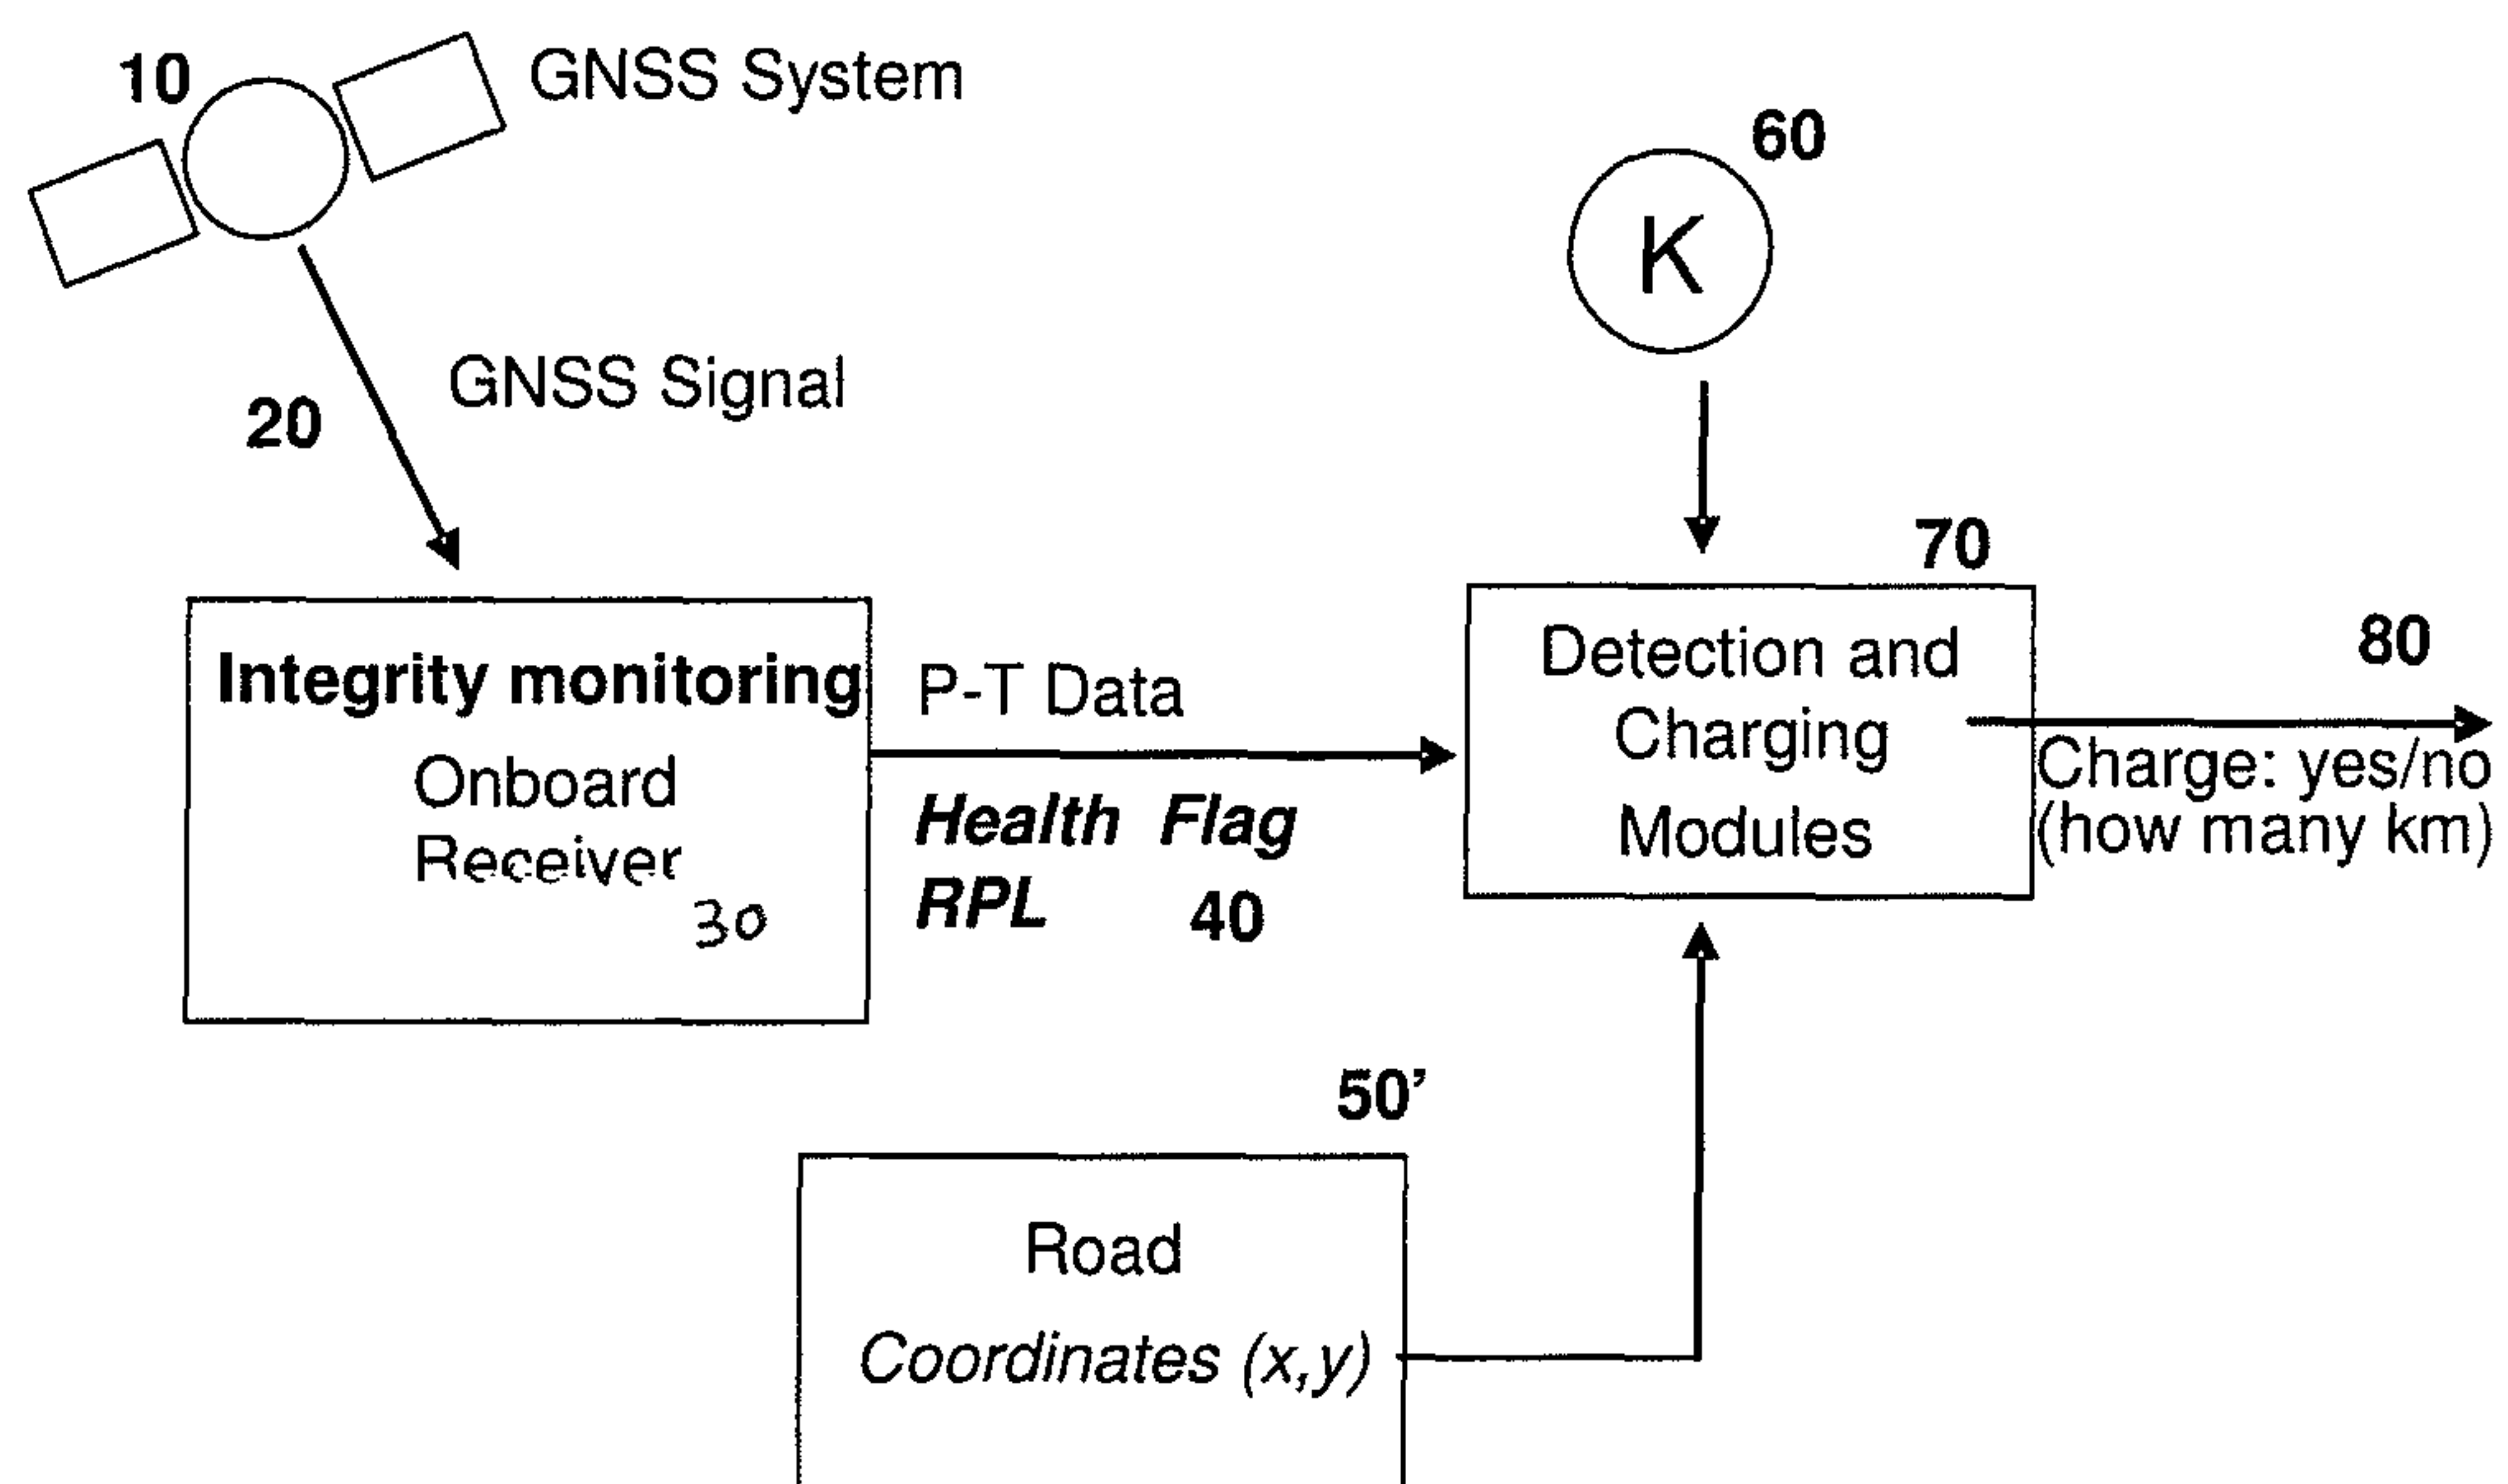 10
GNSS System
60
K
GNSS Signal
20
70
Integrity monitoring
Onboard
Receiver
30
P-T Data
Health Flag
RPL 40
Detection and
Charging
Modules
80
Charge: yes/no
(how many km)
50’
Road
Coordinates (x,y)